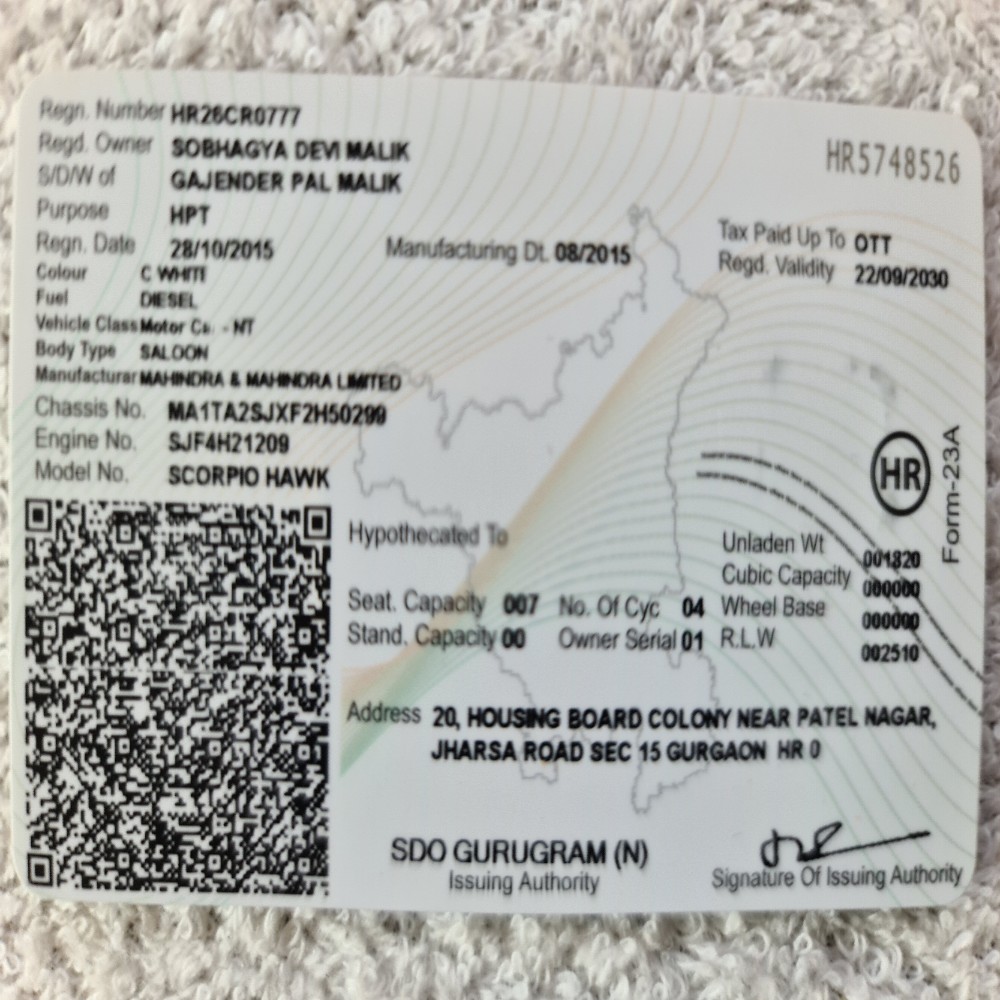 Regn. Number HR26CR0777
Regd. Owner SOBHAGYA DEVI MALIK
HR5748526
S/D/W of GAJENDER PAL MALIK
Purpose HPT
Regn. Date 28/10/2015 Manufacturing Dt. 08/2015
Tax Paid Up To OTT
Regd. Validity 22/09/2030
Colour C WHITE
Fuel DIESEL
Vehicle Class Motor - NT
Body Type SALOON
Manufacturar MAHINDRA & MAHINDRA LIMITED
Chassis No. MA1TA2SJXF2H50299
Engine No. SJF4H21209
Model No. SCORPIO HAWK
HR
Form-23A
Hypothecated To
Unladen Wt 001820
Cubic Capacity 000000
Seat. Capacity 007 No. Of Cyc 04 Wheel Base 000000
Stand. Capacity 00 Owner Serial 01 R.L.W 002510
Address 20, HOUSING BOARD COLONY NEAR PATEL NAGAR,
JHARSA ROAD SEC 15 GURGAON HR 0
SDO GURUGRAM (N)
Issuing Authority
Signature Of Issuing Authority